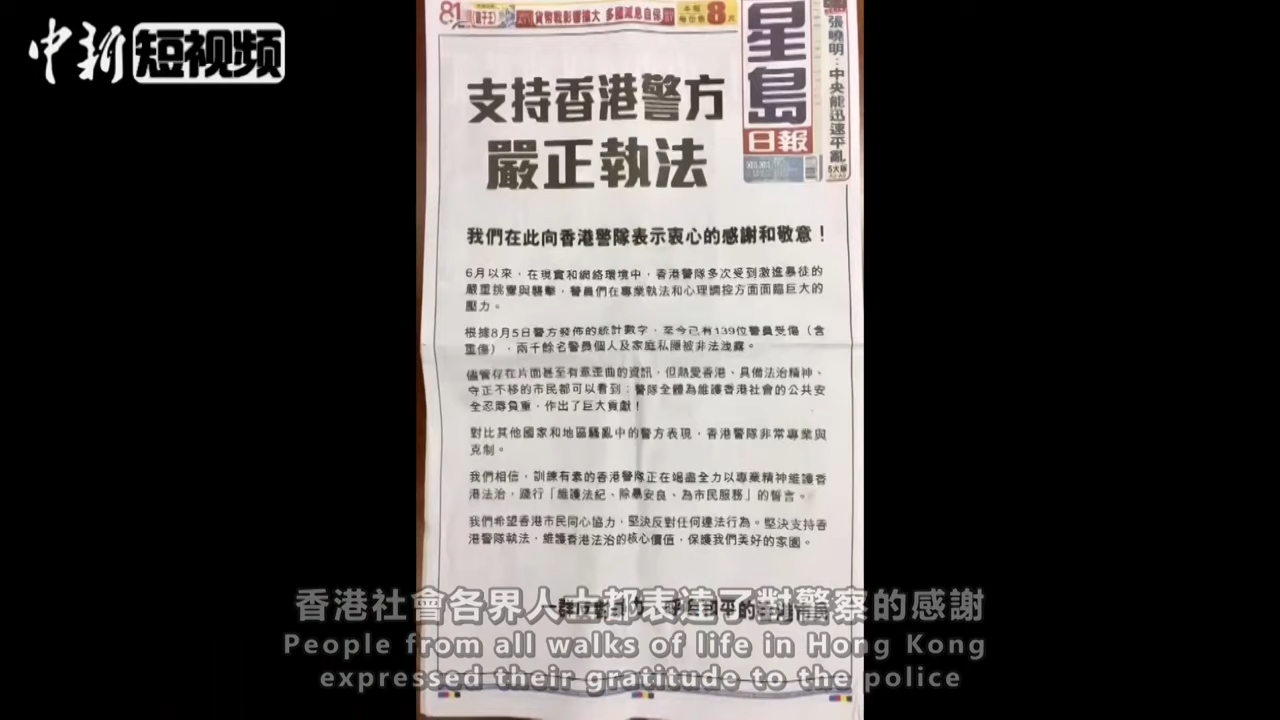 中新 短视频
貨幣戰影響擴大 多國減息自保
星島
日報
張曉明：中央能迅速平亂
支持香港警方
嚴正執法
我們在此向香港警隊表示衷心的感謝和敬意！
6月以來，在現實和網絡環境中，香港警隊多次受到激進暴徒的
嚴重挑釁與襲擊，警員們在專業執法和心理調控方面面臨巨大的
壓力。
根據8月5日警方發佈的統計數字，至今已有139位警員受傷（含
重傷），兩千餘名警員個人及家庭私隱被非法洩露。
儘管存在片面甚至有意歪曲的資訊，但熱愛香港、具備法治精神、
守正不移的市民都可以看到：警隊全體為維護香港社會的公共安
全忍辱負重，作出了巨大貢獻！
對比其他國家和地區騷亂中的警方表現，香港警隊非常專業與
克制。
我們相信，訓練有素的香港警隊正在竭盡全力以專業精神維護香
港法治，踐行「維護法紀、除暴安良、為市民服務」的誓言。
我們希望香港市民同心協力，堅決反對任何違法行為。堅決支持香
港警隊執法，維護香港法治的核心價值，保護我們美好的家園。
香港社會各界人士都表達了對警察的感謝
People from all walks of life in Hong Kong
expressed their gratitude to the police